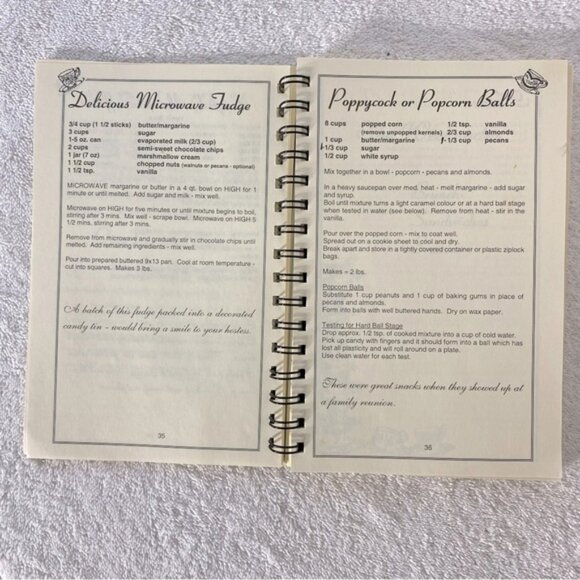 Delicious Microwave Fudge
3/4 cup (1 1/2 sticks) butter/margarine
3 cups sugar
1-5 oz. can evaporated milk (2/3 cup)
2 cups semi-sweet chocolate chips
1 jar (7 oz) marshmallow cream
1 1/2 cup chopped nuts (walnuts or pecans - optional)
1 1/2 tsp. vanilla
MICROWAVE margarine or butter in a 4 qt. bowl on HIGH for 1
minute or until melted. Add sugar and milk - mix well.
Microwave on HIGH for five minutes or until mixture begins to boil,
stirring after 3 mins. Mix well - scrape bowl. Microwave on HIGH 5
1/2 mins. stirring after 3 mins.
Remove from microwave and gradually stir in chocolate chips until
melted. Add remaining ingredients - mix well.
Pour into prepared buttered 9x13 pan. Cool at room temperature -
cut into squares. Makes 3 lbs.
A batch of this fudge packed into a decorated
candy tin - would bring a smile to your hostess.
35
Poppycock or Popcorn Balls
8 cups popped corn 1/2 tsp. vanilla
(remove unpopped kernels) 2/3 cup almonds
1 cup butter/margarine 1/3 cup pecans
1/3 cup sugar
1/2 cup white syrup
Mix together in a bowl - popcorn - pecans and almonds.
In a heavy saucepan over med. heat - melt margarine - add sugar
and syrup.
Boil until mixture turns a light caramel colour or at a hard ball stage
when tested in water (see below). Remove from heat - stir in the
vanilla.
Pour over the popped corn - mix to coat well.
Spread out on a cookie sheet to cool and dry.
Break apart and store in a tightly covered container or plastic ziplock
bags.
Makes = 2 lbs.
Popcorn Balls
Substitute 1 cup peanuts and 1 cup of baking gums in place of
pecans and almonds.
Form into balls with well buttered hands. Dry on wax paper.
Testing for Hard Ball Stage
Drop approx. 1/2 tsp. of cooked mixture into a cup of cold water.
Pick up candy with fingers and it should form into a ball which has
lost all plasticity and will roll around on a plate.
Use clean water for each test.
These were great snacks when they showed up at
a family reunion.
36